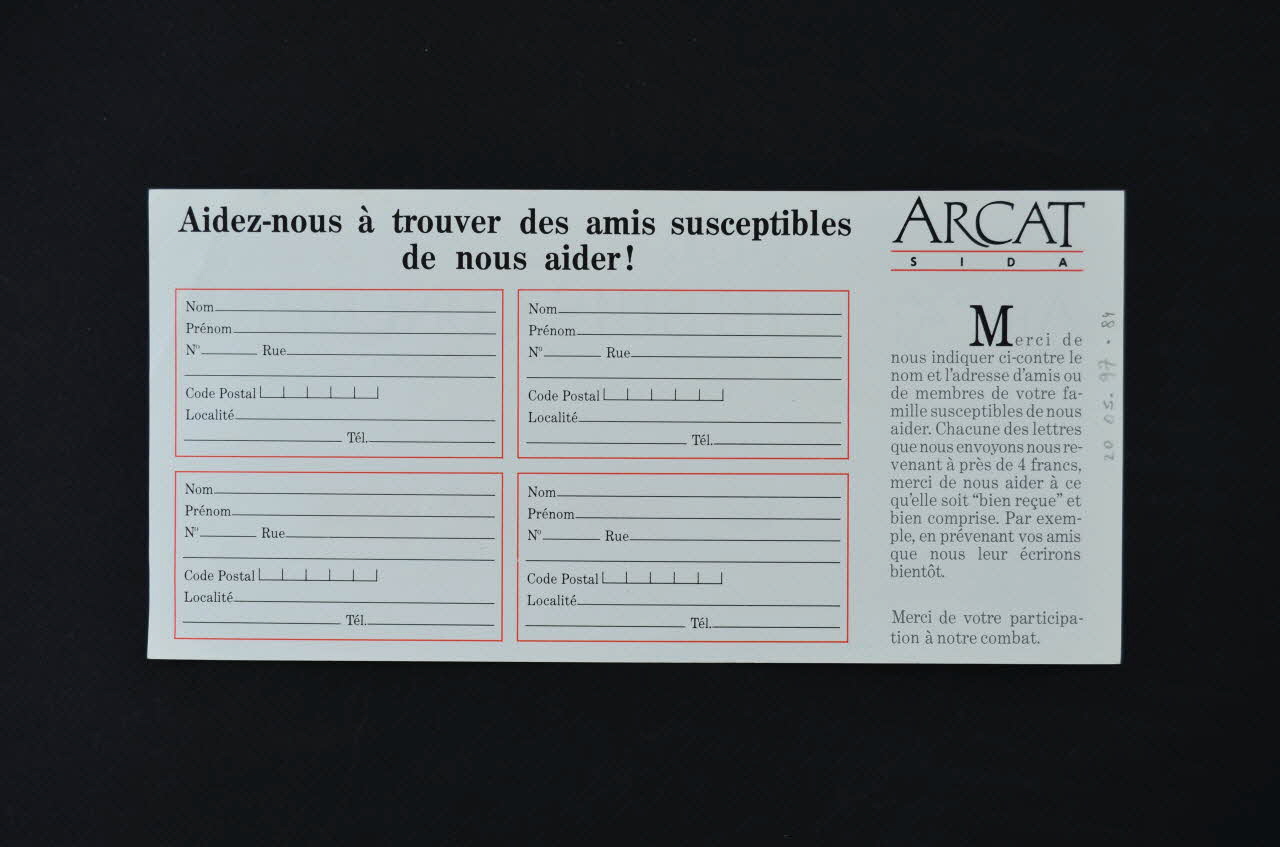 Aidez-nous à trouver des amis susceptibles
de nous aider!
Nom
Prénom
N° Rue
Code Postal
Localité
Tél.
Nom
Prénom
N° Rue
Code Postal
Localité
Tél.
Nom
Prénom
N° Rue
Code Postal
Localité
Tél.
Nom
Prénom
N° Rue
Code Postal
Localité
Tél.
ARCAT
SIDA
Merci de
nous indiquer ci-contre le
nom et l'adresse d'amis ou
de membres de votre fa-
mille susceptibles de nous
aider. Chacune des lettres
que nous envoyons nous re-
venant à près de 4 francs,
merci de nous aider à ce
qu'elle soit "bien reçue" et
bien comprise. Par exem-
ple, en prévenant vos amis
que nous leur écrirons
bientôt.
Merci de votre participa-
tion à notre combat.
20 05. 97. 84